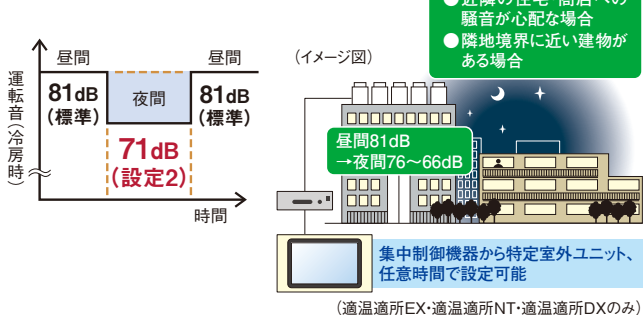 ●近隣の住宅・商店への
騒音が心配な場合
●隣地境界に近い建物が
ある場合
(イメージ図)
運転音(冷房時)
昼間
昼間
81dB
(標準)
夜間
81dB
(標準)
71dB
(設定2)
時間
昼間81dB
→夜間76〜66dB
集中制御機器から特定室外ユニット、
任意時間で設定可能
(適温適所EX・適温適所NT・適温適所DXのみ)